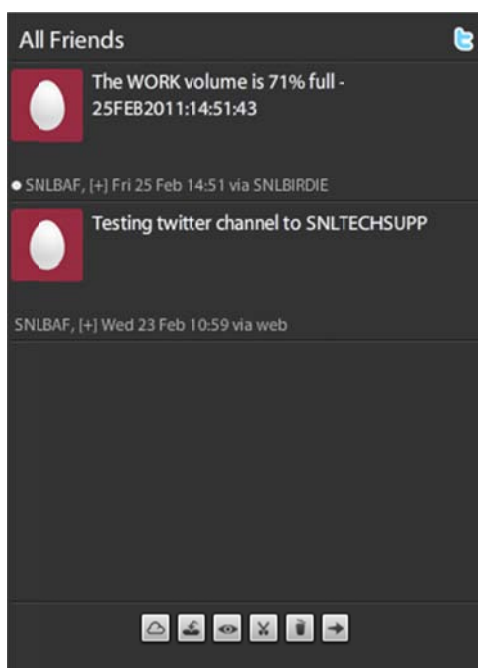 All Friends
The WORK volume is 71% full -
25FEB2011:14:51:43
SNLBAF, [+] Fri 25 Feb 14:51 via SNLBIRDIE
Testing twitter channel to SNLTECHSUPP
SNLBAF, [+] Wed 23 Feb 10:59 via web